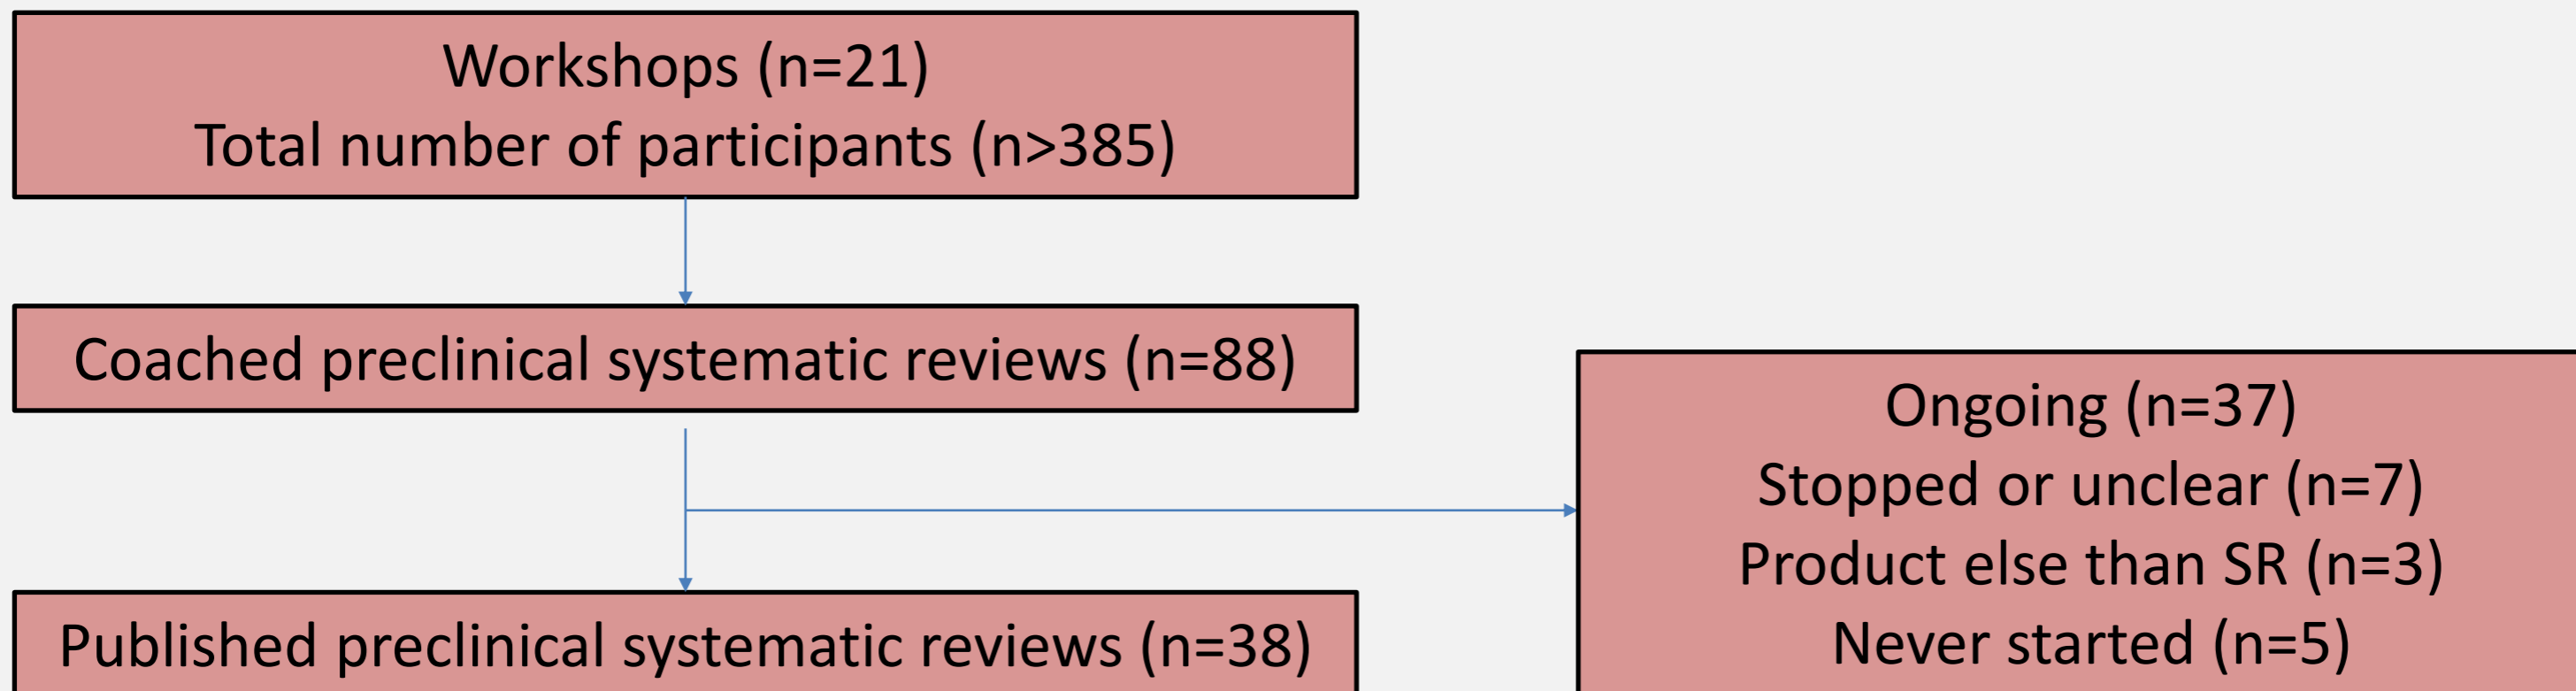 Workshops (n=21)
Total number of participants (n>385)
Coached preclinical systematic reviews (n=88)
Ongoing (n=37)
Stopped or unclear (n=7)
Product else than SR (n=3)
Never started (n=5)
Published preclinical systematic reviews (n=38)